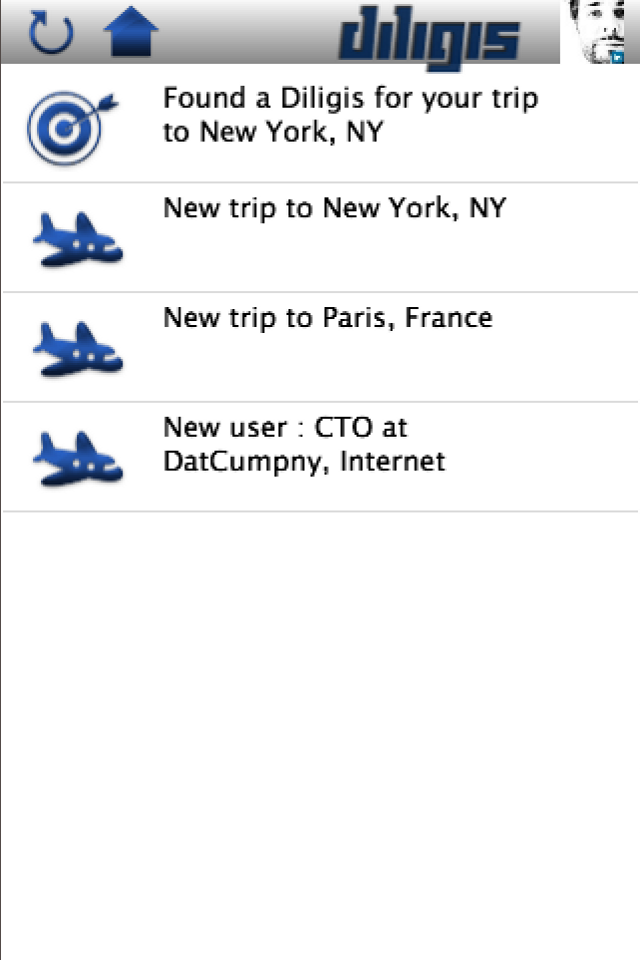 diligis
Found a Diligis for your trip
to New York, NY
New trip to New York, NY
New trip to Paris, France
New user : CTO at
DatCumpny, Internet